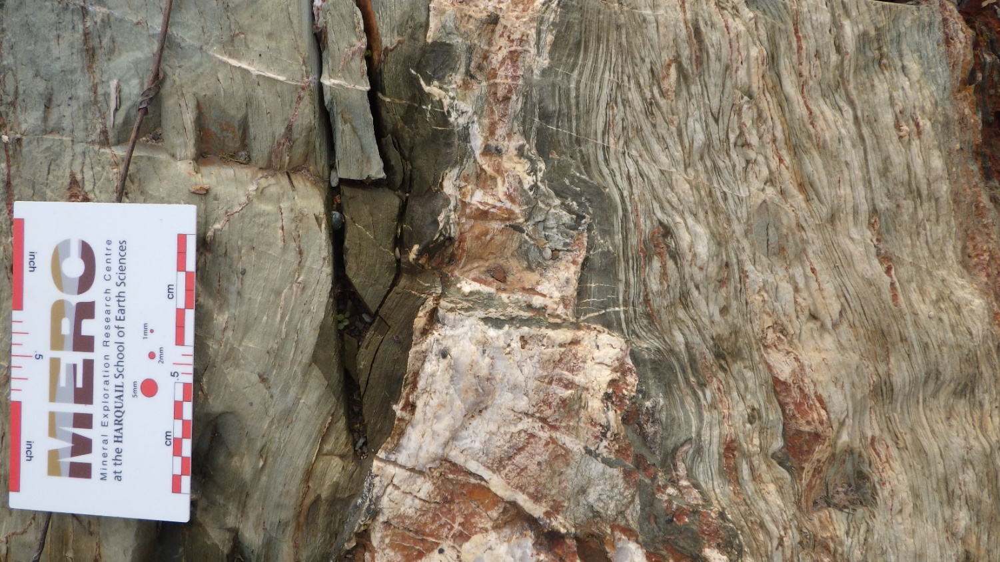 MERC
Mineral Exploration Research Centre
at the HARQUAIL School of Earth Sciences
1mm
2mm
5mm
cm
.5
cm
inch
.5
inch